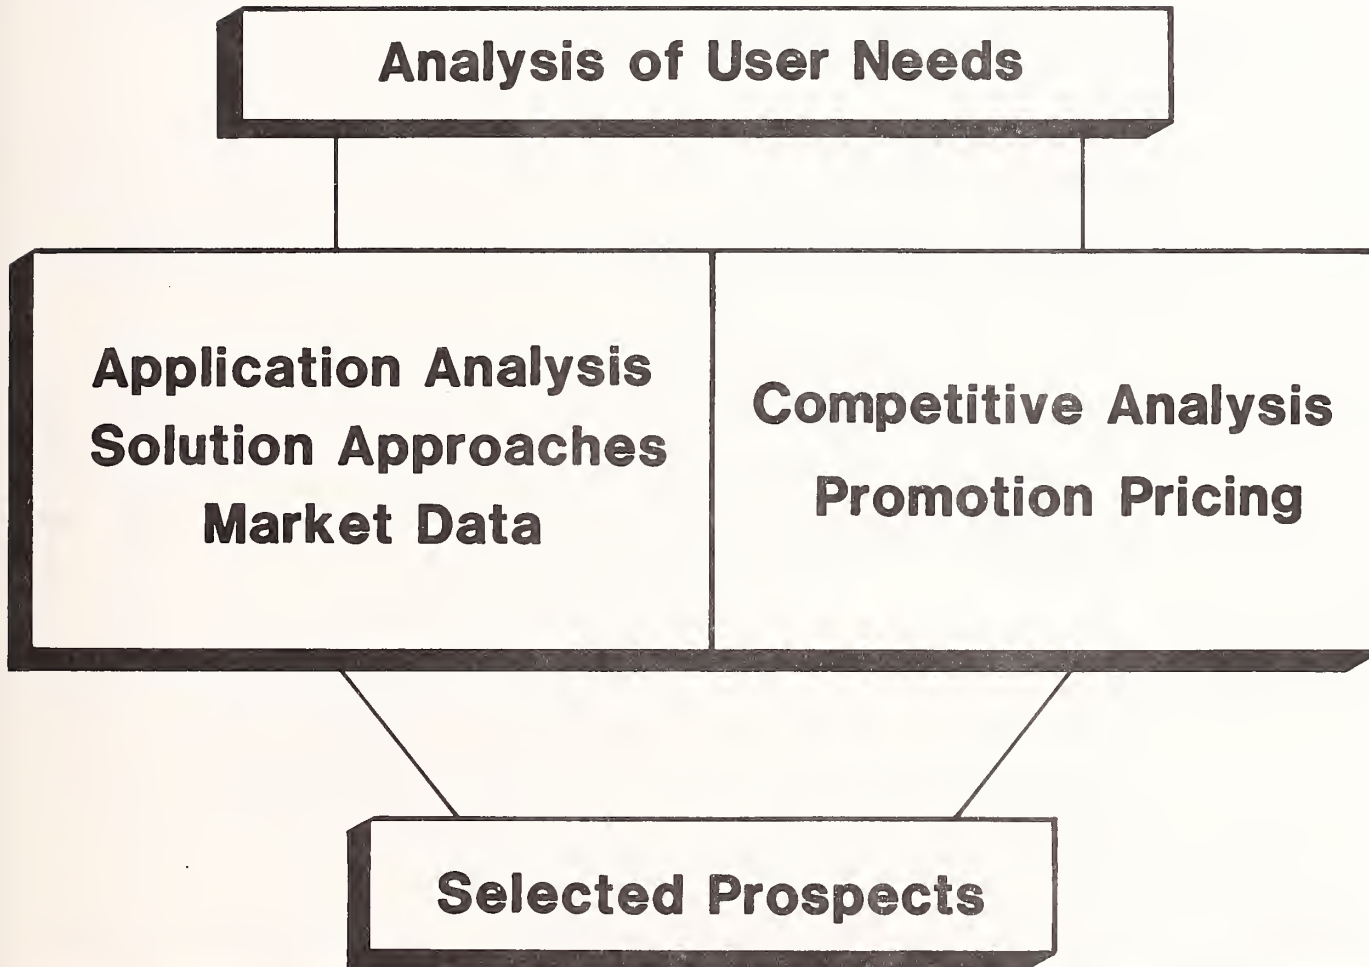 Analysis of User Needs
Application Analysis
Solution Approaches
Market Data
Competitive Analysis
Promotion Pricing
Selected Prospects